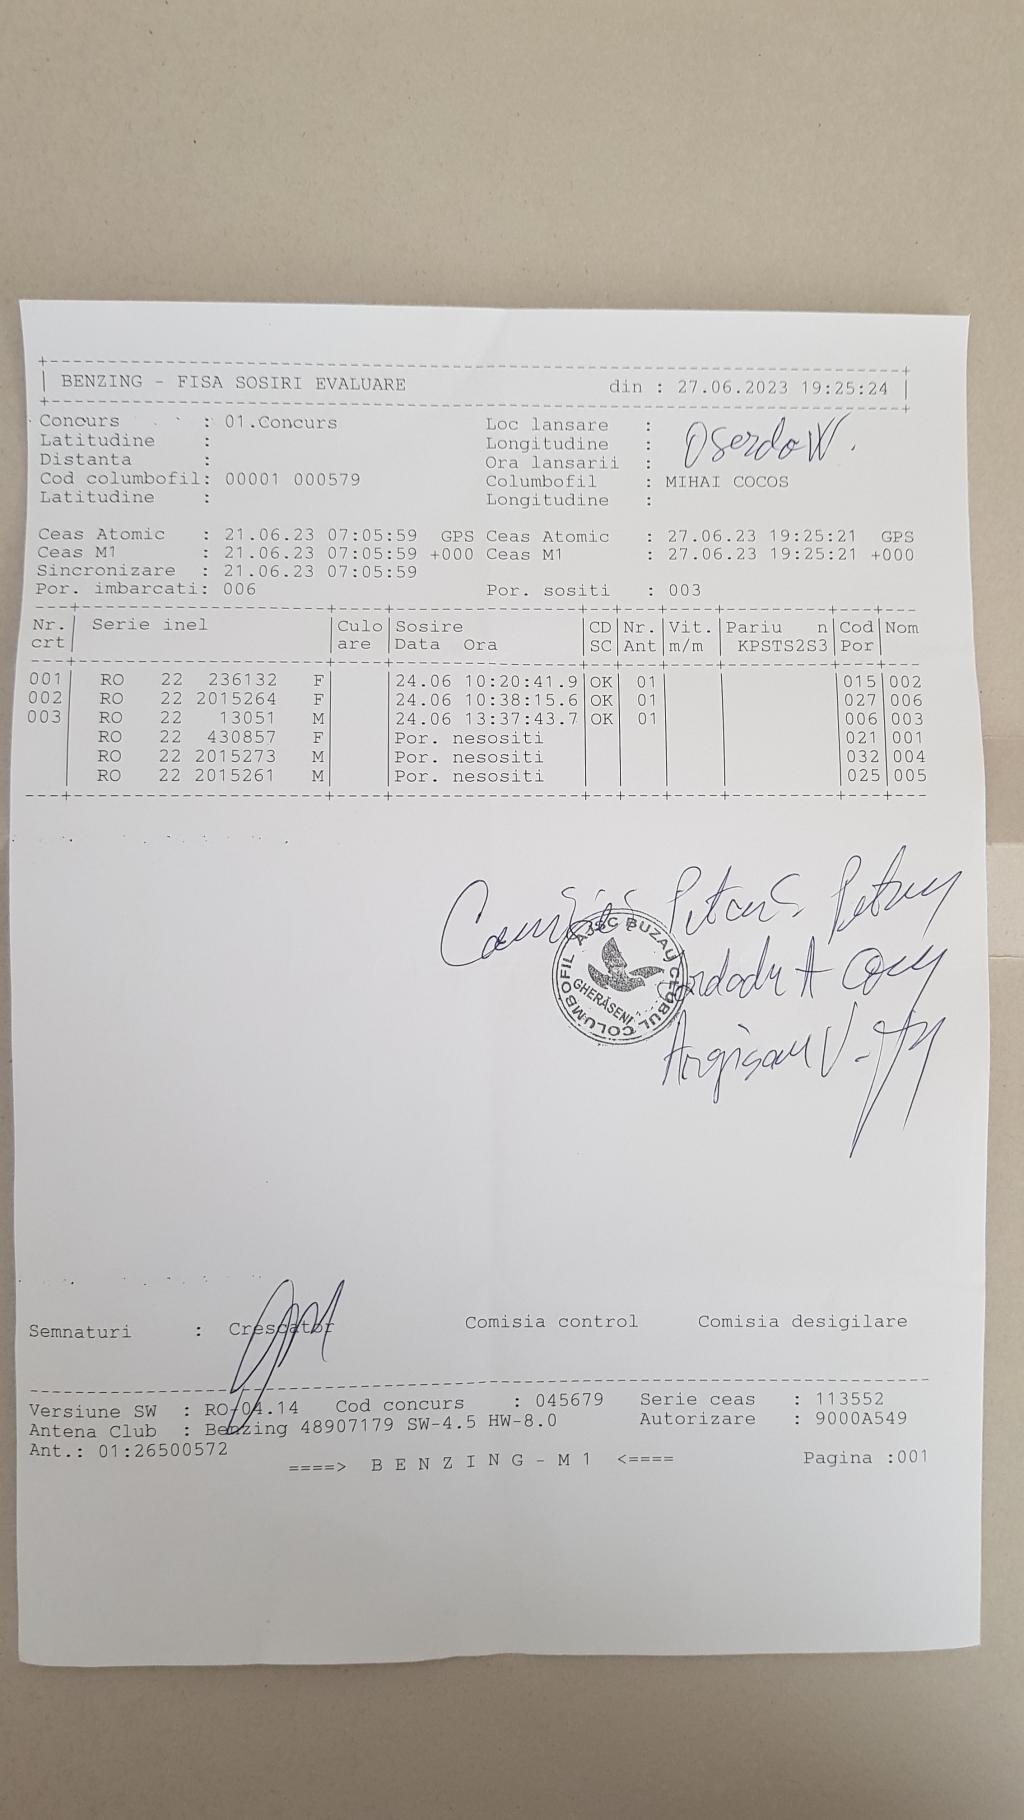 BENZING - FISA SOSIRI EVALUARE din : 27.06.2023 19:25:24
Concurs : 01.Concurs Loc lansare :
Latitudine : Longitudine :
Distanta : Ora lansarii :
Cod columbofil: 00001 000579 Columbofil : MIHAI COCOS
Latitudine : Longitudine :
Ceas Atomic : 21.06.23 07:05:59 GPS Ceas Atomic : 27.06.23 19:25:21 GPS
Ceas M1 : 21.06.23 07:05:59 +000 Ceas M1 : 27.06.23 19:25:21 +000
Sincronizare : 21.06.23 07:05:59
Por. imbarcati: 006 Por. sositi : 003
Nr. Serie inel Culo Sosire CD Nr. Vit. Pariu n Cod Nom
crt are Data Ora SC Ant m/m KPSTS2S3 Por
001 RO 22 236132 F 24.06 10:20:41.9 OK 01 015 002
002 RO 22 2015264 F 24.06 10:38:15.6 OK 01 027 006
003 RO 22 13051 M 24.06 13:37:43.7 OK 01 006 003
RO 22 430857 F Por. nesositi 021 001
RO 22 2015273 M Por. nesositi 032 004
RO 22 2015261 M Por. nesositi 025 005
AJSC BUZAU CLUBUL COLUMBOFIL
GHERĂSENI
Semnaturi : Crescator Comisia control Comisia desigilare
Versiune SW : RO-04.14 Cod concurs : 045679 Serie ceas : 113552
Antena Club : Benzing 48907179 SW-4.5 HW-8.0 Autorizare : 9000A549
Ant.: 01:26500572
====> B E N Z I N G - M 1 <==== Pagina :001